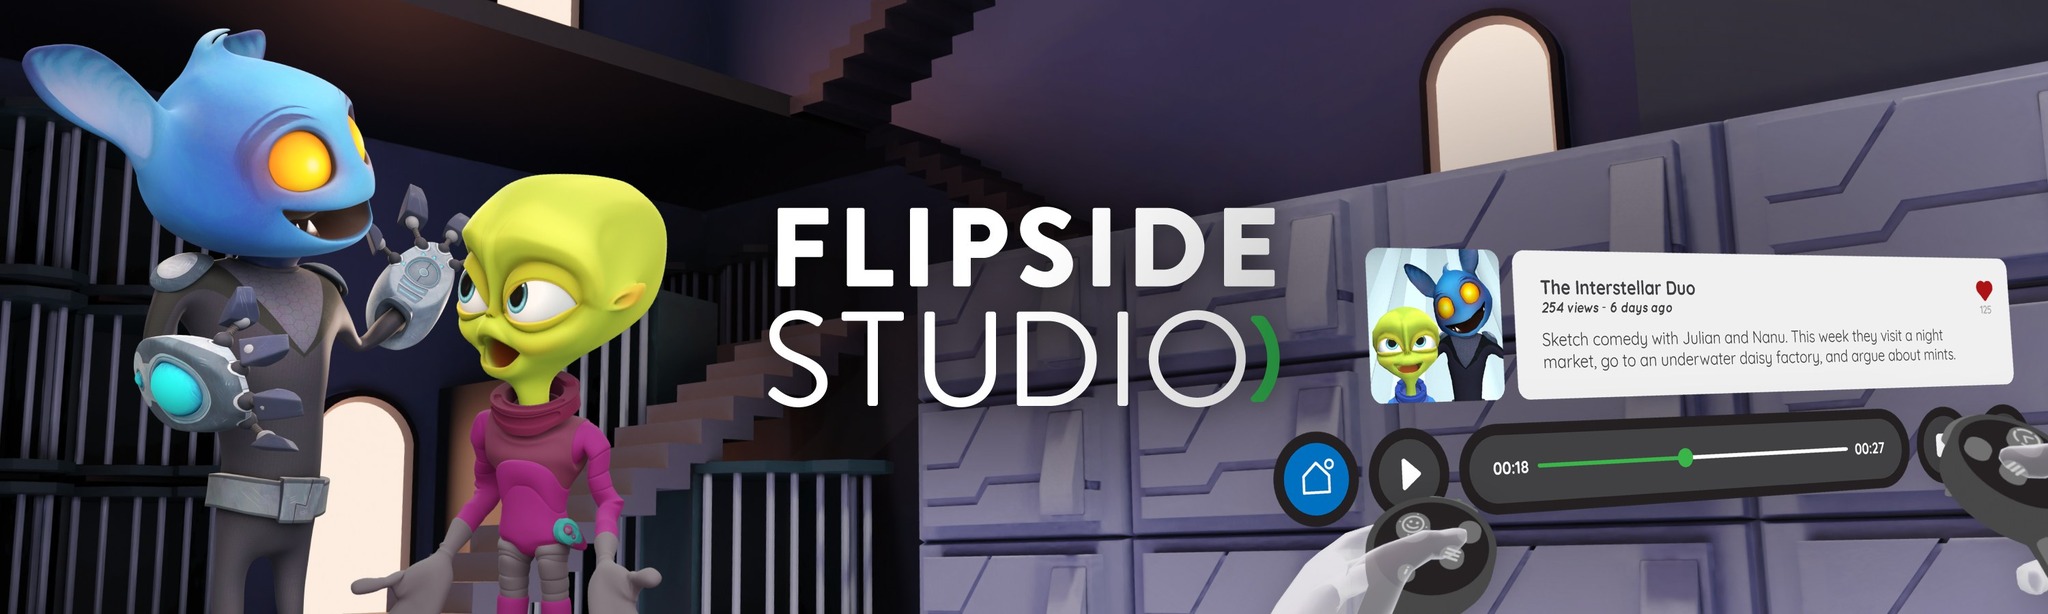 FLIPSIDE
STUDIO
The Interstellar Duo
254 views - 6 days ago
125
Sketch comedy with Julian and Nanu. This week they visit a night
market, go to an underwater daisy factory, and argue about mints.
00:18
00:27